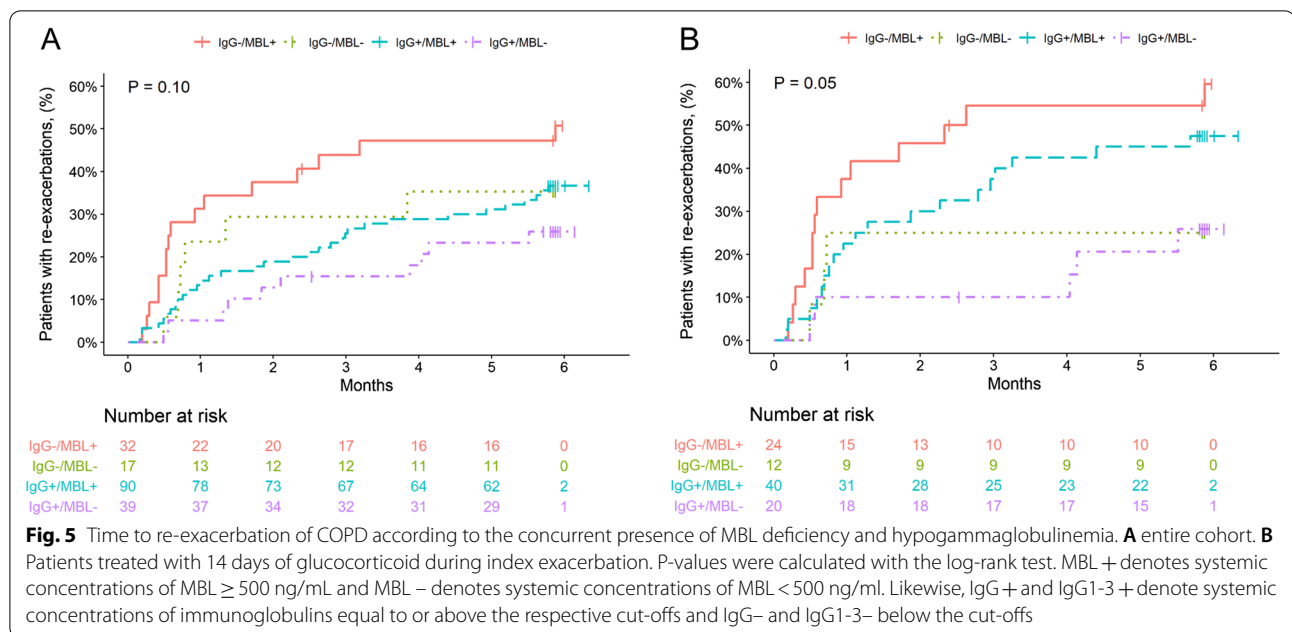 A
IgG-/MBL+ IgG-/MBL- IgG+/MBL+ IgG+/MBL-
P = 0.10
Patients with re-exacerbations, (%)
60%
50%
40%
30%
20%
10%
0%
0 1 2 3 4 5 6
Months
Number at risk
IgG-/MBL+ 32 22 20 17 16 16 0
IgG-/MBL- 17 13 12 12 11 11 0
IgG+/MBL+ 90 78 73 67 64 62 2
IgG+/MBL- 39 37 34 32 31 29 1
B
IgG-/MBL+ IgG-/MBL- IgG+/MBL+ IgG+/MBL-
P = 0.05
Patients with re-exacerbations, (%)
60%
50%
40%
30%
20%
10%
0%
0 1 2 3 4 5 6
Months
Number at risk
IgG-/MBL+ 24 15 13 10 10 10 0
IgG-/MBL- 12 9 9 9 9 9 0
IgG+/MBL+ 40 31 28 25 23 22 2
IgG+/MBL- 20 18 18 17 17 15 1
Fig. 5 Time to re-exacerbation of COPD according to the concurrent presence of MBL deficiency and hypogammaglobulinemia. A entire cohort. B
Patients treated with 14 days of glucocorticoid during index exacerbation. P-values were calculated with the log-rank test. MBL + denotes systemic
concentrations of MBL ≥ 500 ng/mL and MBL – denotes systemic concentrations of MBL < 500 ng/ml. Likewise, IgG + and IgG1-3 + denote systemic
concentrations of immunoglobulins equal to or above the respective cut-offs and IgG– and IgG1-3– below the cut-offs